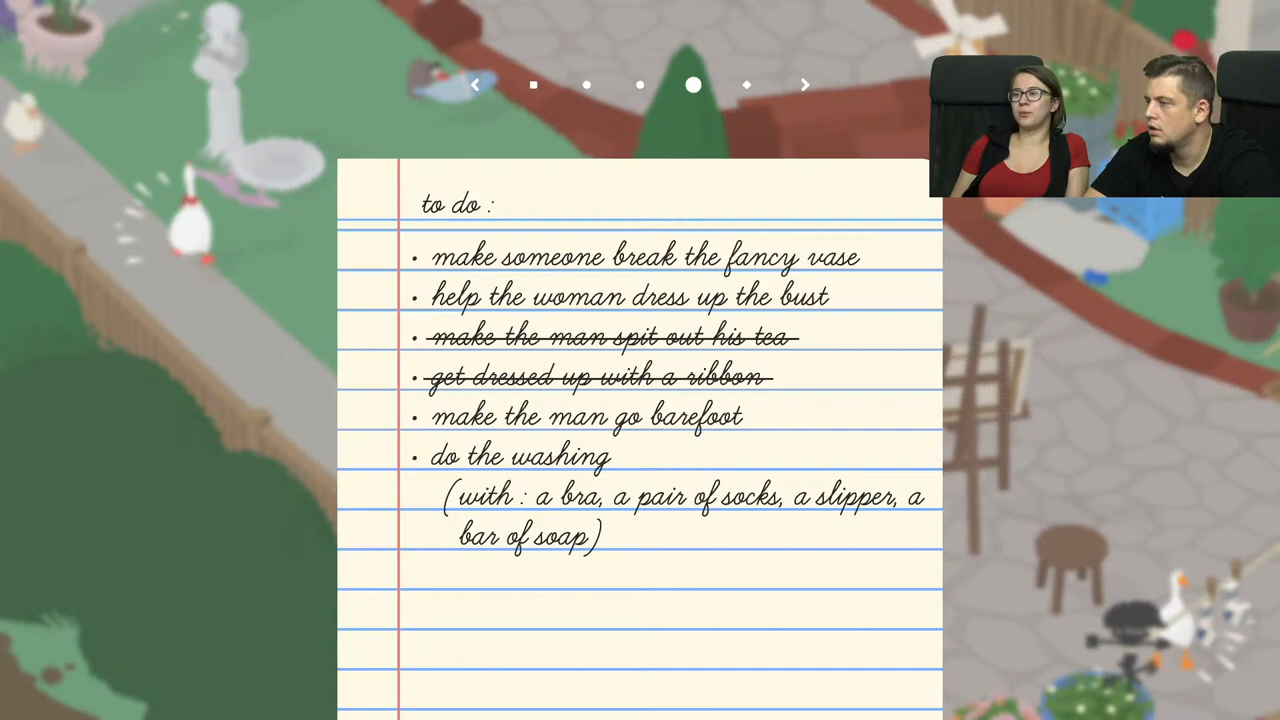 to do :
• make someone break the fancy vase
• help the woman dress up the bust
• make the man spit out his tea
• get dressed up with a ribbon
• make the man go barefoot
• do the washing
(with : a bra, a pair of socks, a slipper, a
bar of soap)